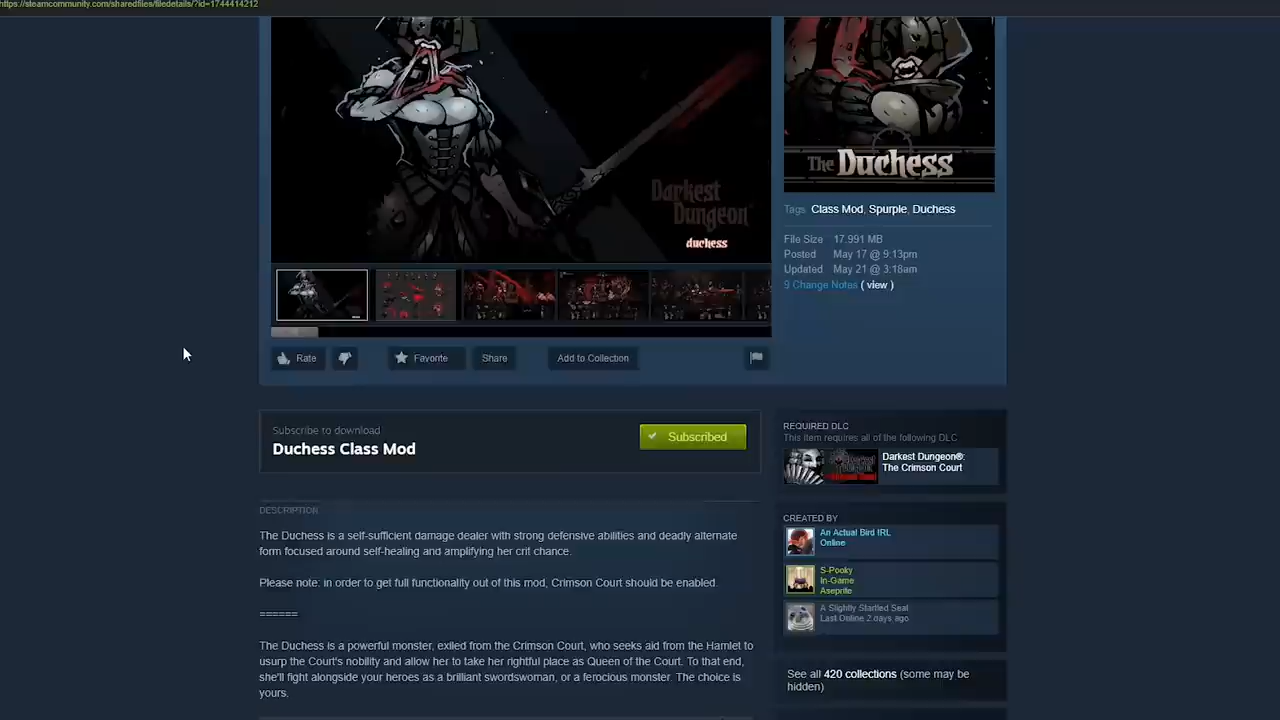 https://steamcommunity.com/sharedfiles/filedetails/?id=1744414212
Darkest
Dungeon
duchess
The Duchess
Tags: Class Mod, Spurple, Duchess
File Size 17.991 MB
Posted May 17 @ 9:13pm
Updated May 21 @ 3:18am
9 Change Notes ( view )
Rate
Favorite
Share
Add to Collection
Subscribe to download
Duchess Class Mod
Subscribed
REQUIRED DLC
This item requires all of the following DLC
Darkest Dungeon®:
The Crimson Court
DESCRIPTION
The Duchess is a self-sufficient damage dealer with strong defensive abilities and deadly alternate
form focused around self-healing and amplifying her crit chance.
Please note: in order to get full functionality out of this mod, Crimson Court should be enabled.
======
The Duchess is a powerful monster, exiled from the Crimson Court, who seeks aid from the Hamlet to
usurp the Court's nobility and allow her to take her rightful place as Queen of the Court. To that end,
she'll fight alongside your heroes as a brilliant swordswoman, or a ferocious monster. The choice is
yours.
CREATED BY
An Actual Bird IRL
Online
S-Pooky
In-Game
Aseprite
A Slightly Startled Seal
Last Online 2 days ago
See all 420 collections (some may be
hidden)